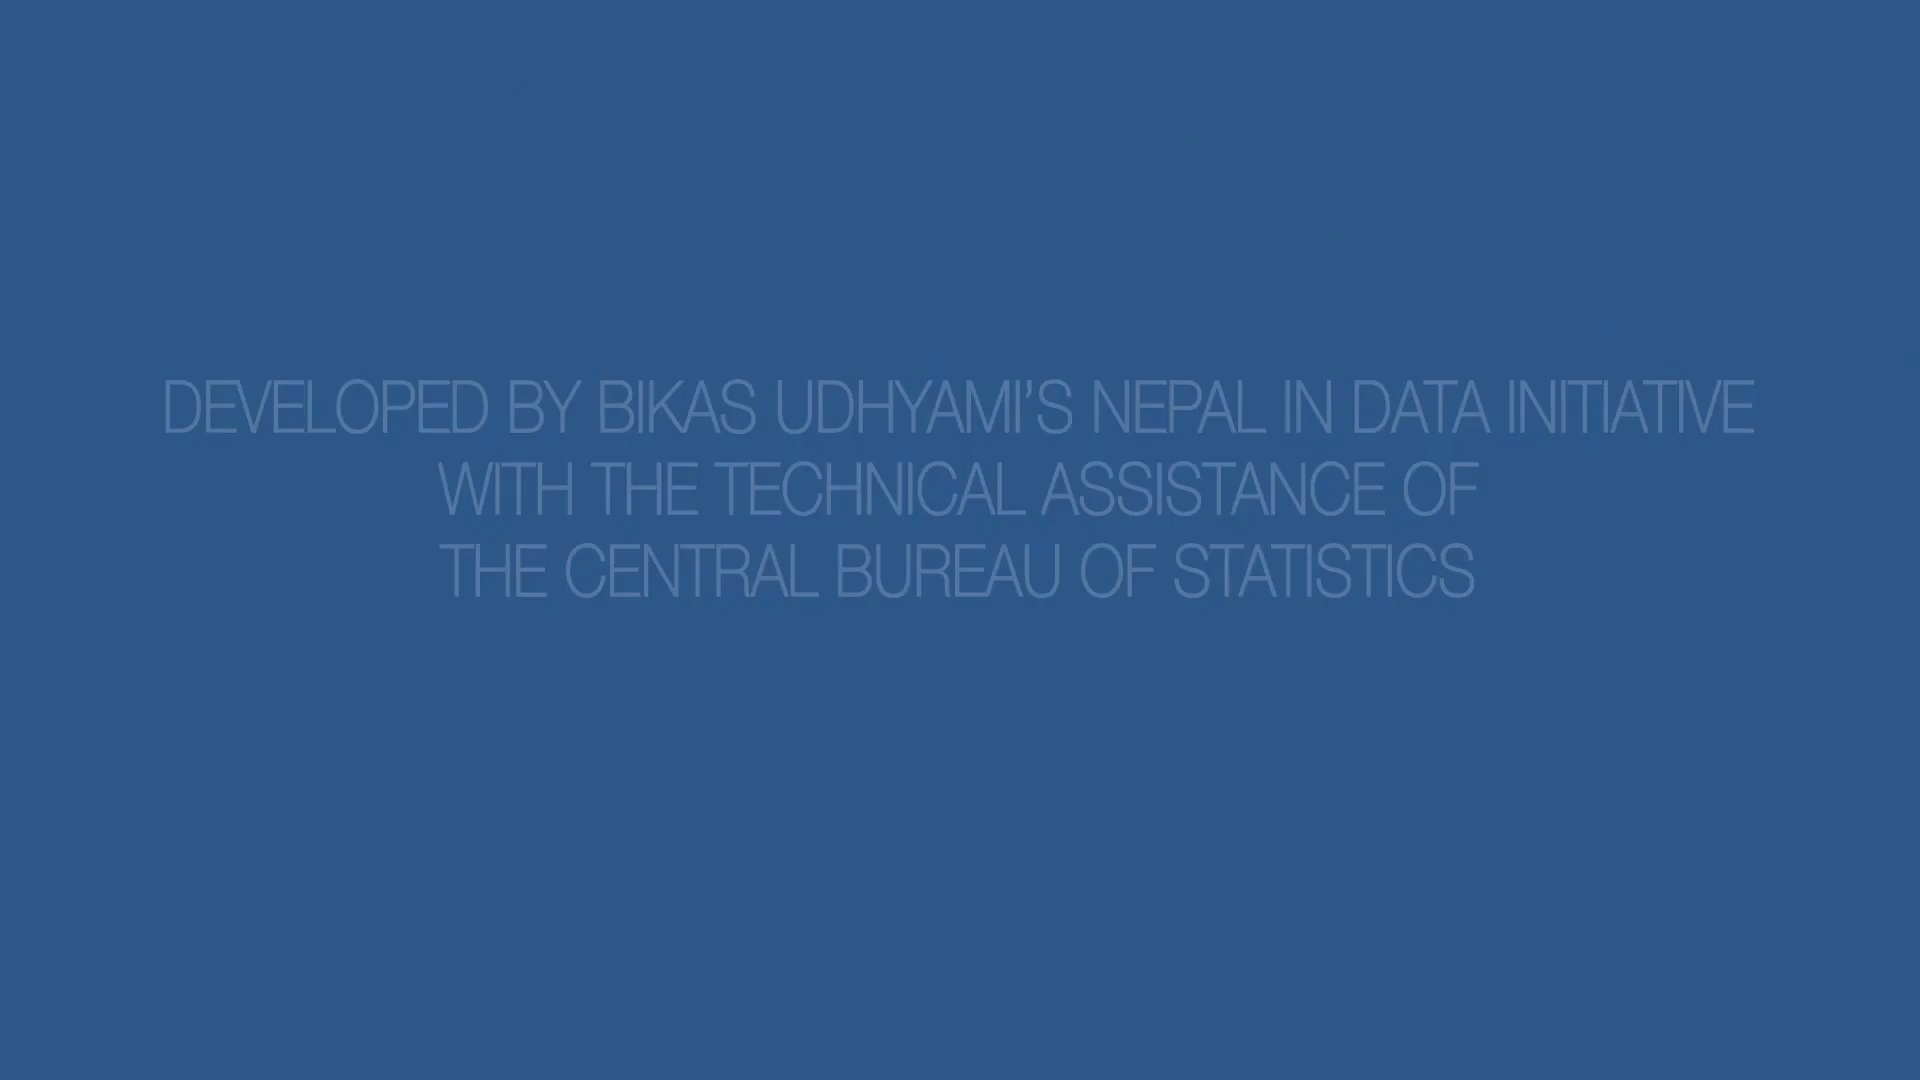 DEVELOPED BY BIKAS UDHYAMI'S NEPAL IN DATA INITIATIVE
WITH THE TECHNICAL ASSISTANCE OF
THE CENTRAL BUREAU OF STATISTICS